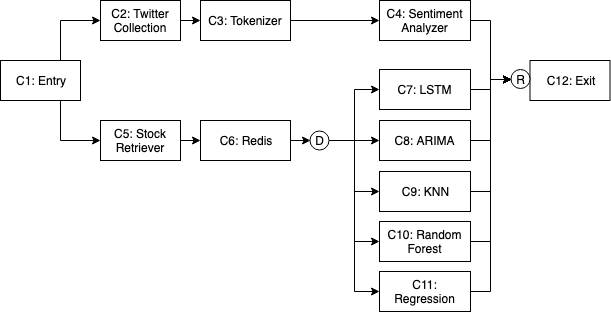 C1: Entry
C2: Twitter
Collection
C3: Tokenizer
C4: Sentiment
Analyzer
C5: Stock
Retriever
C6: Redis
D
C7: LSTM
C8: ARIMA
C9: KNN
C10: Random
Forest
C11:
Regression
R
C12: Exit